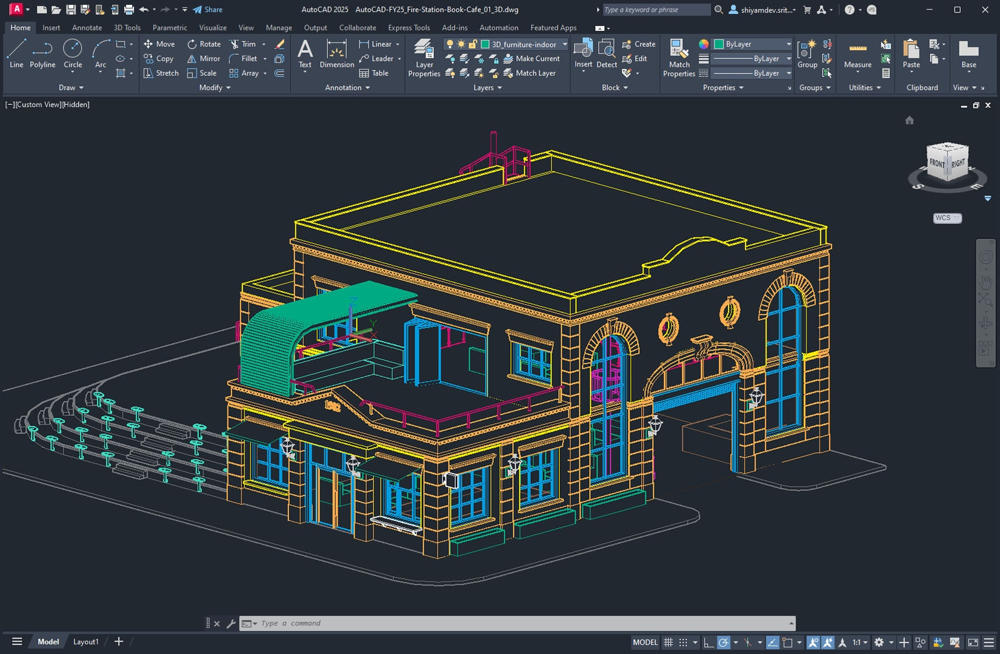 A Share AutoCAD 2025 AutoCAD-FY25_Fire-Station-Book-Cafe_01_3D.dwg Type a keyword or phrase shiyamdev.srit...
Home Insert Annotate 3D Tools Parametric Visualize View Manage Output Collaborate Express Tools Add-ins Automation Featured Apps
Line Polyline Circle Arc
Move Rotate Trim
Copy Mirror Fillet
Stretch Scale Array
Text Dimension
Linear
Leader
Table
Layer Properties
3D_furniture-indoor
Make Current
Match Layer
Insert Detect
Create
Edit
Match Properties
ByLayer
ByLayer
ByLayer
Group
Measure
Paste
Base
Draw Modify Annotation Layers Block Properties Groups Utilities Clipboard View
[−][Custom View][Hidden]
FRONT RIGHT
S E
WCS
Z
Y
X
Type a command
Model Layout1 MODEL 1:1